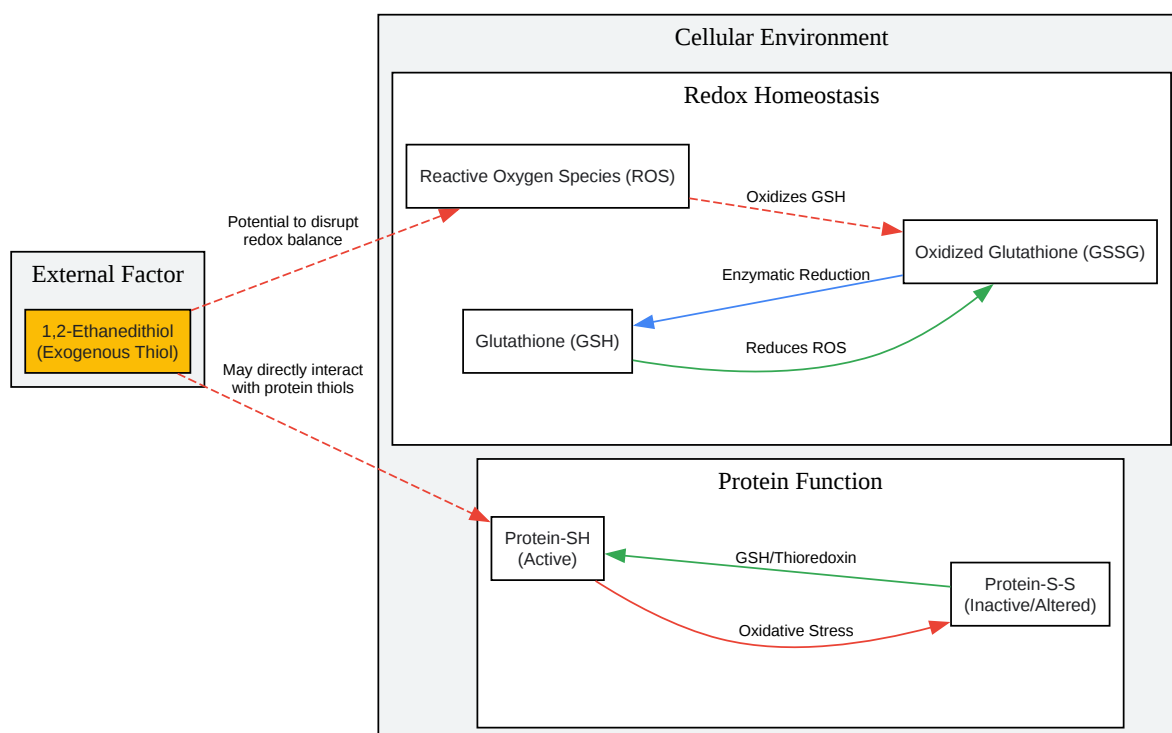 Cellular Environment
Redox Homeostasis
Reactive Oxygen Species (ROS)
Oxidizes GSH
Potential to disrupt
redox balance
Oxidized Glutathione (GSSG)
External Factor
Enzymatic Reduction
1,2-Ethanedithiol
(Exogenous Thiol)
Glutathione (GSH)
Reduces ROS
May directly interact
with protein thiols
Protein Function
Protein-SH
(Active)
GSH/Thioredoxin
Protein-S-S
(Inactive/Altered)
Oxidative Stress